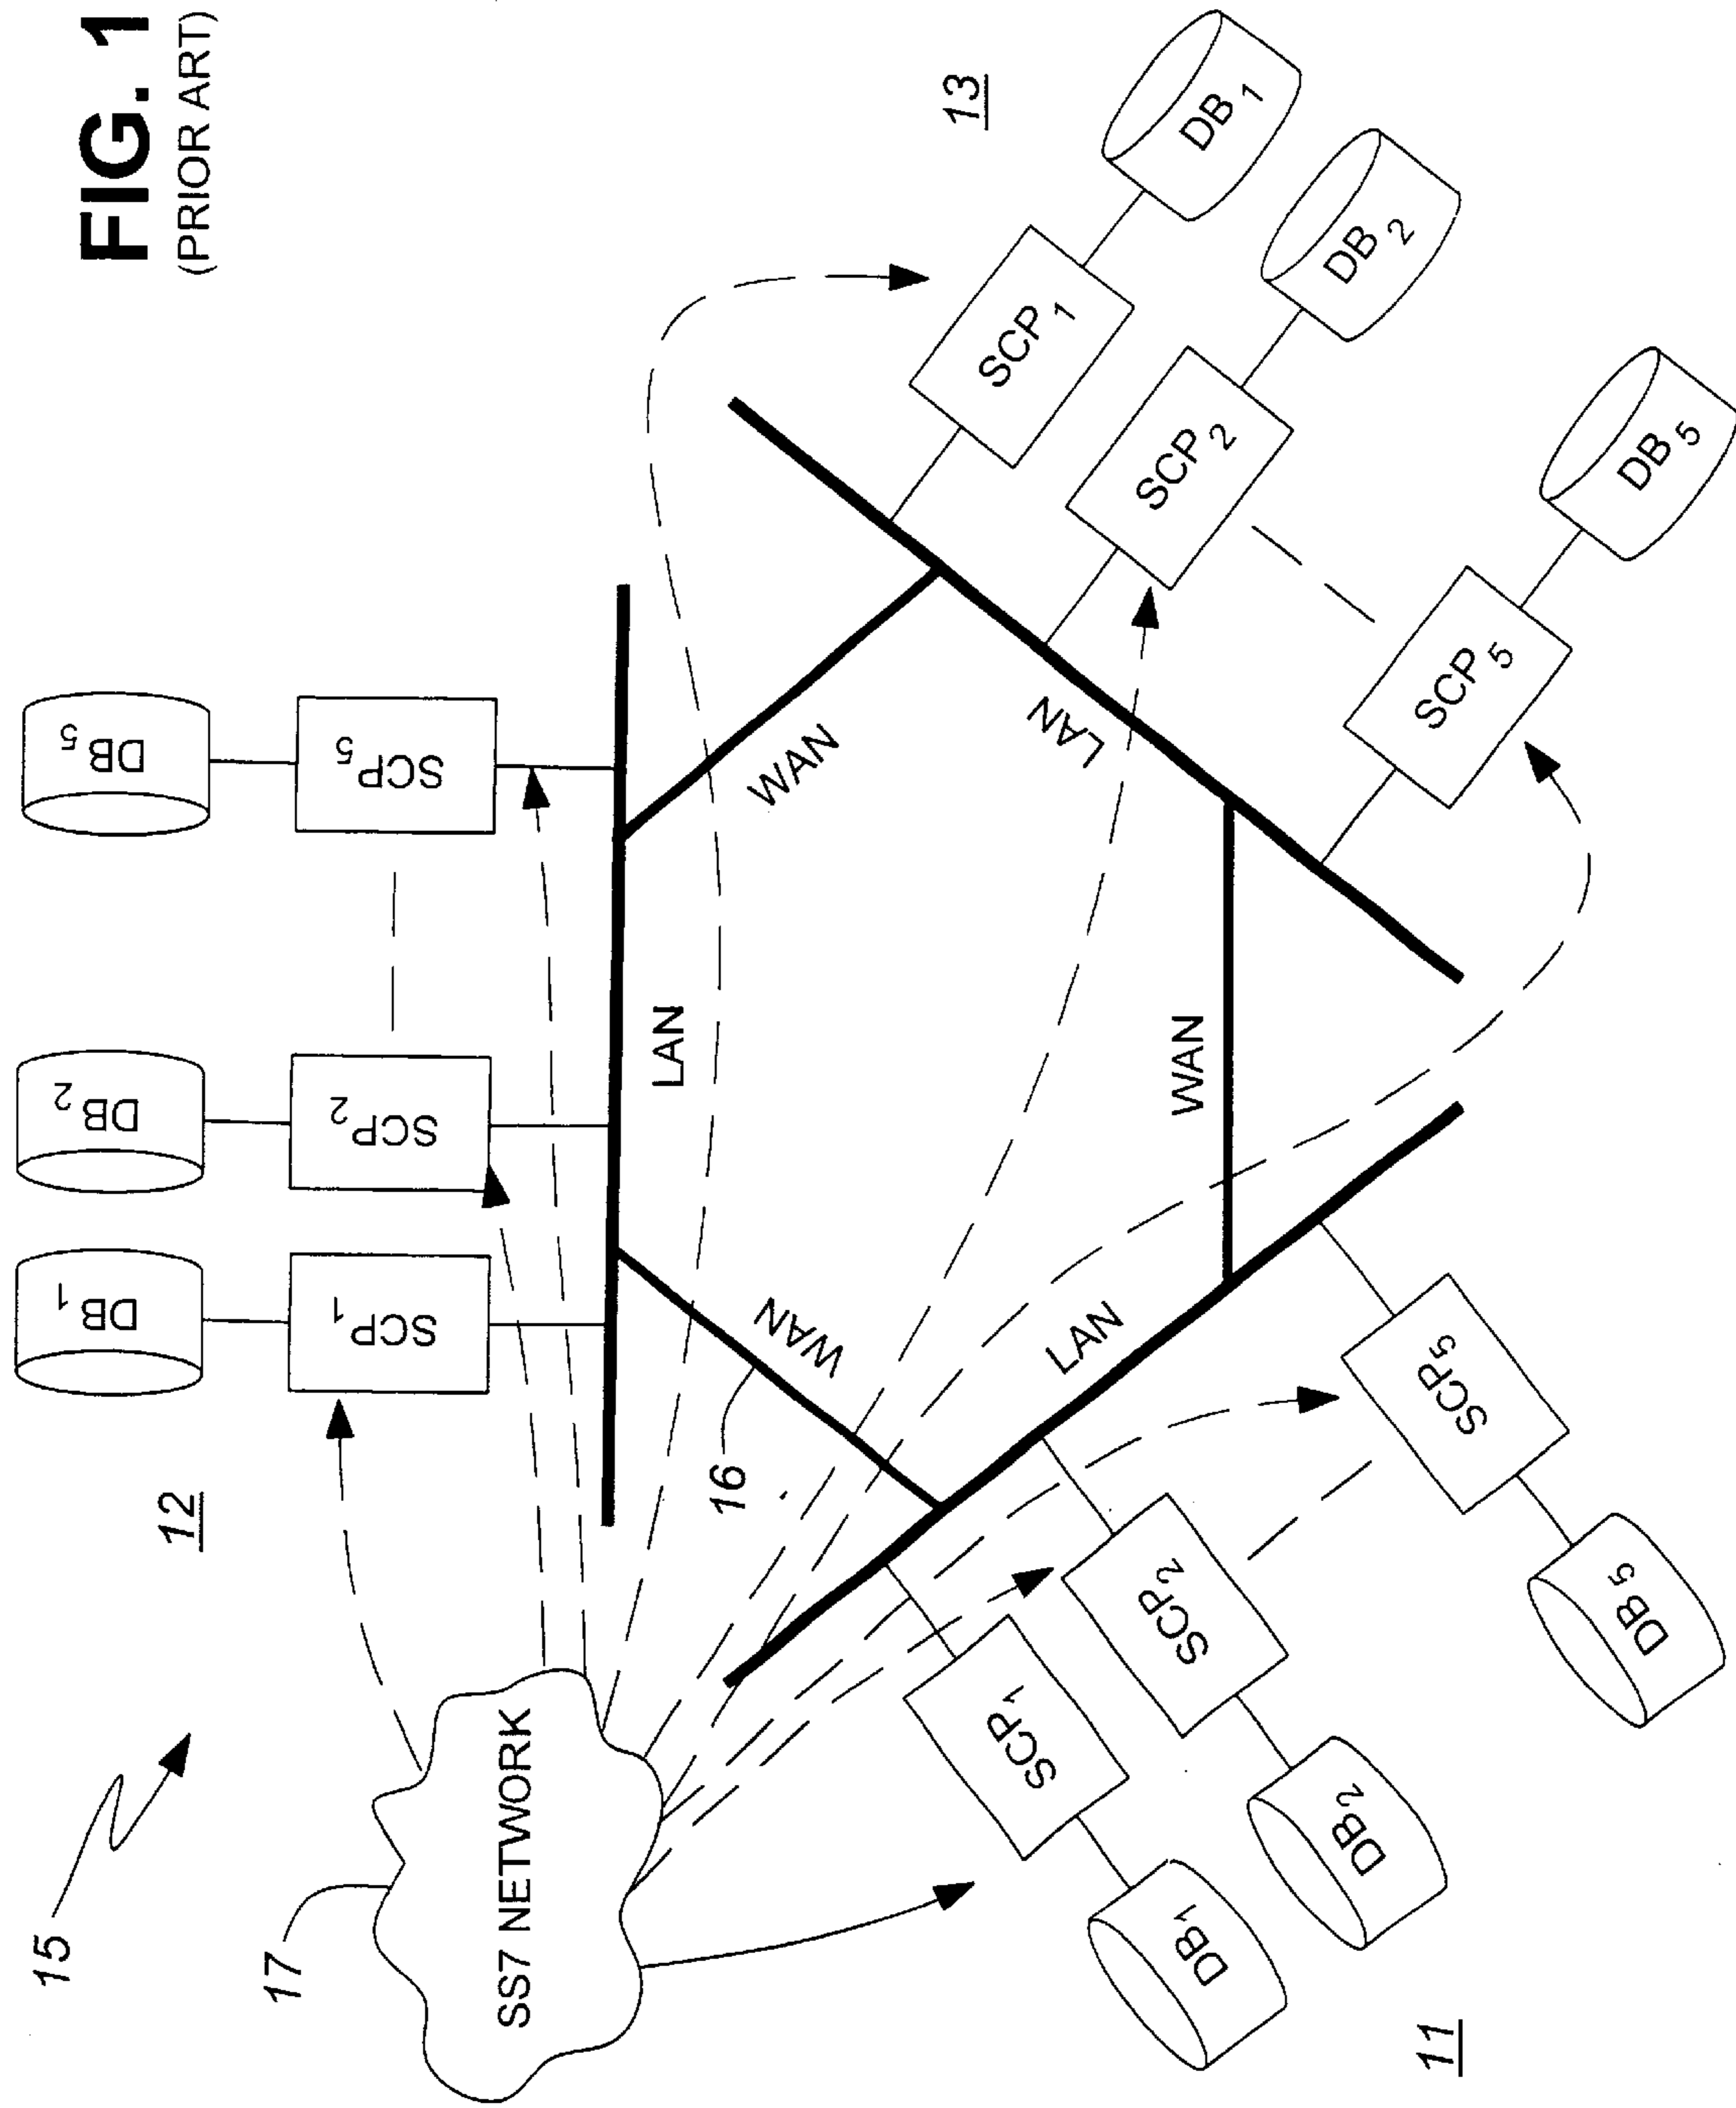 FIG. 1
(PRIOR ART)
15
17
SS7 NETWORK
12
DB1
SCP1
DB2
SCP2
DB5
SCP5
LAN
WAN
16
WAN
13
SCP1
DB1
SCP2
DB2
SCP5
DB5
LAN
WAN
LAN
11
SCP1
DB1
SCP2
DB2
SCP5
DB5